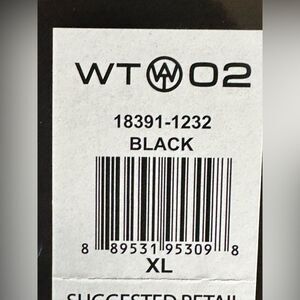 WT02
18391-1232
BLACK
8 89531 95309 8
XL
SUGGESTED RETAIL